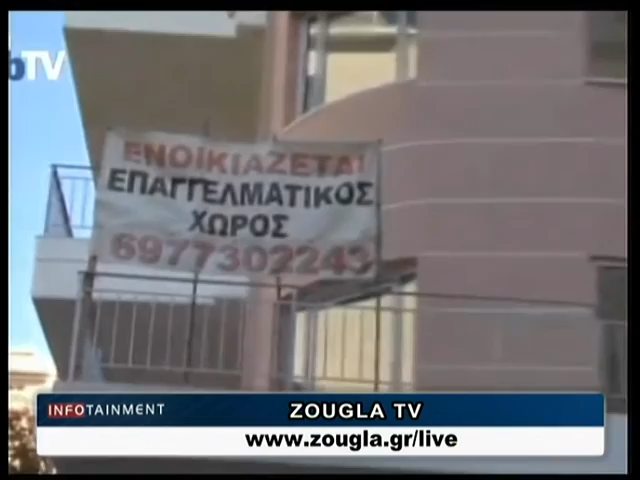 bTV
ΕΝΟΙΚΙΑΖΕΤΑΙ
ΕΠΑΓΓΕΛΜΑΤΙΚΟΣ
ΧΩΡΟΣ
6977302243
INFOTAINMENT
ZOUGLA TV
www.zougla.gr/live